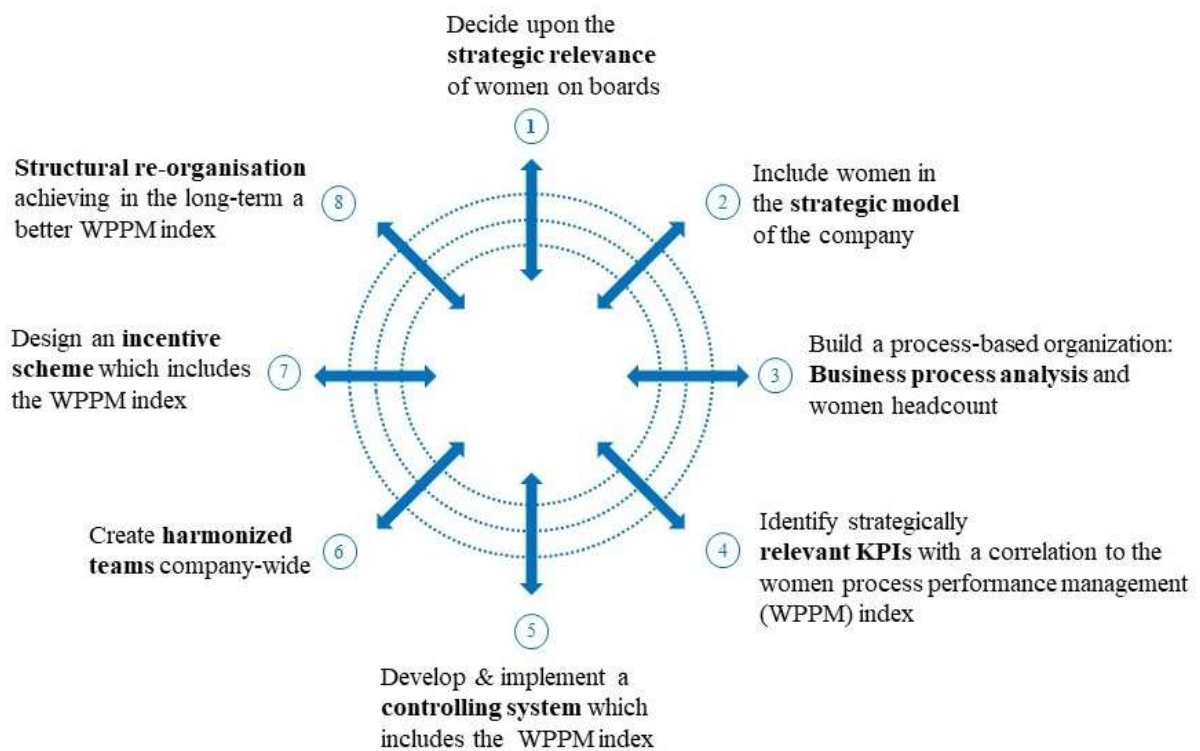 Decide upon the
strategic relevance
of women on boards
1
2
Include women in
the strategic model
of the company
3
Build a process-based organization:
Business process analysis and
women headcount
4
Identify strategically
relevant KPIs with a correlation to the
women process performance management
(WPPM) index
5
Develop & implement a
controlling system which
includes the WPPM index
6
Create harmonized
teams company-wide
7
Design an incentive
scheme which includes
the WPPM index
8
Structural re-organisation
achieving in the long-term a
better WPPM index